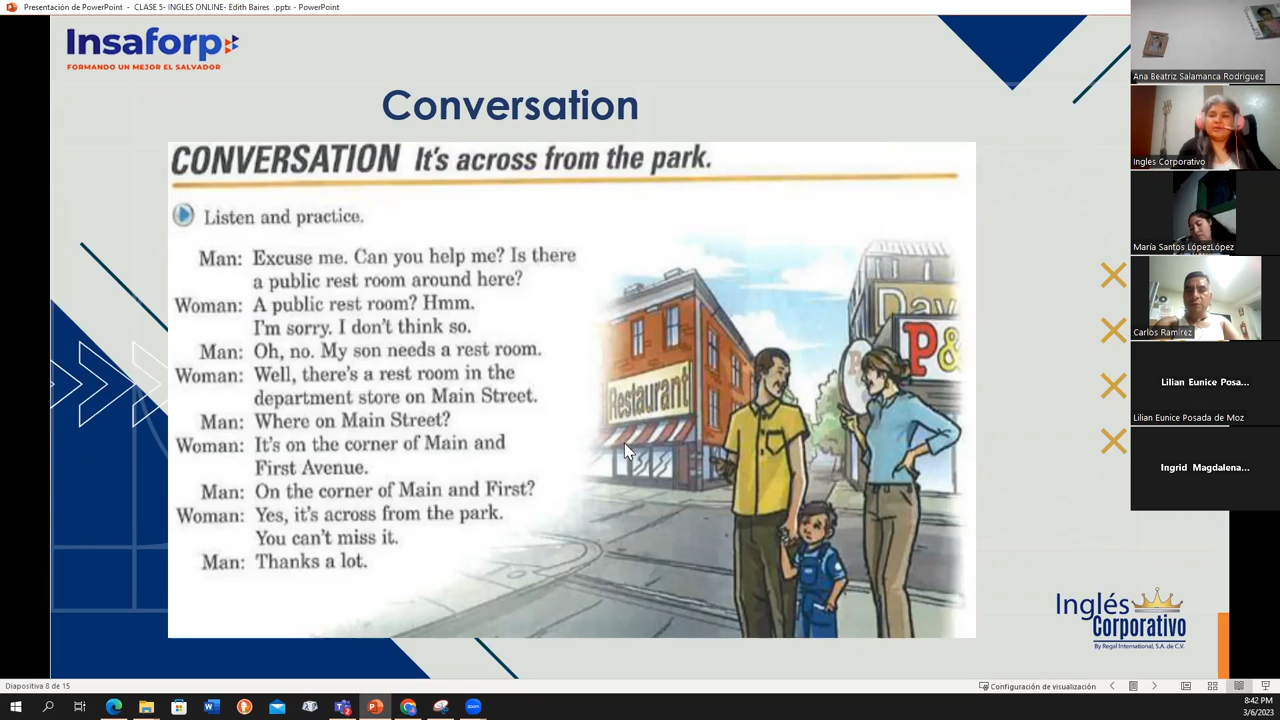 Presentación de PowerPoint - CLASE 5- INGLES ONLINE- Edith Baires .pptx - PowerPoint
Insaforp
FORMANDO UN MEJOR EL SALVADOR
Conversation
CONVERSATION It's across from the park.
Listen and practice.
Man: Excuse me. Can you help me? Is there
a public rest room around here?
Woman: A public rest room? Hmm.
I'm sorry. I don't think so.
Man: Oh, no. My son needs a rest room.
Woman: Well, there's a rest room in the
department store on Main Street.
Man: Where on Main Street?
Woman: It's on the corner of Main and
First Avenue.
Man: On the corner of Main and First?
Woman: Yes, it's across from the park.
You can't miss it.
Man: Thanks a lot.
Restaurant
Dav
P&
Inglés
Corporativo
By Regal International, S.A. de C.V.
Ana Beatriz Salamanca Rodriguez
Ingles Corporativo
María Santos LópezLópez
Carlos Ramírez
Lilian Eunice Posa...
Lilian Eunice Posada de Moz
Ingrid Magdalena...
Diapositiva 8 de 15
Configuración de visualización
8:42 PM
3/6/2023